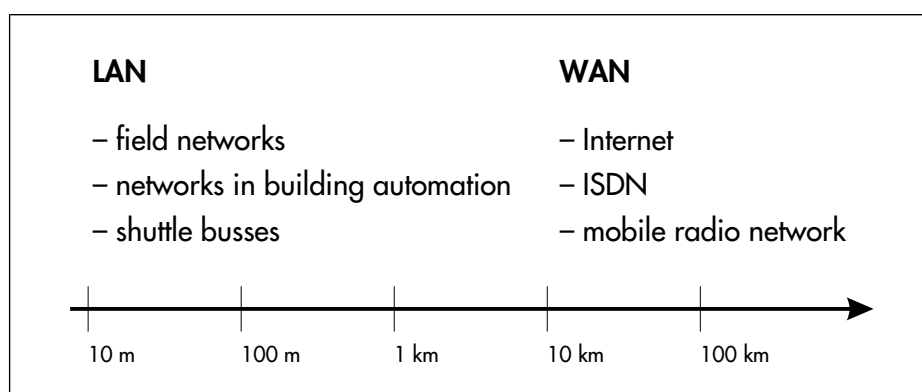 LAN
– field networks
– networks in building automation
– shuttle busses
WAN
– Internet
– ISDN
– mobile radio network
10 m
100 m
1 km
10 km
100 km